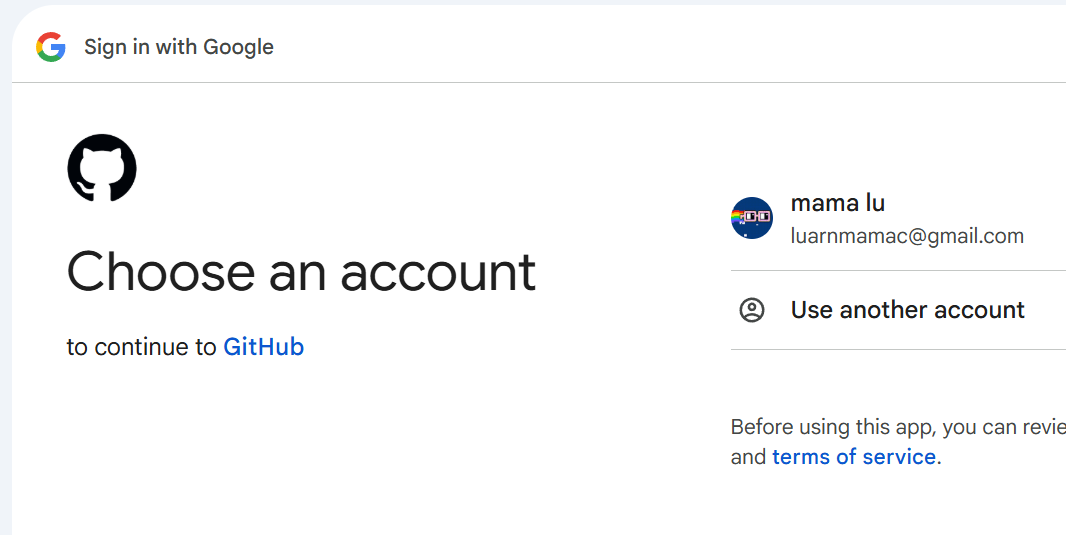 Sign in with Google
Choose an account
to continue to GitHub
mama lu
luarnmamac@gmail.com
Use another account
Before using this app, you can
and terms of service.